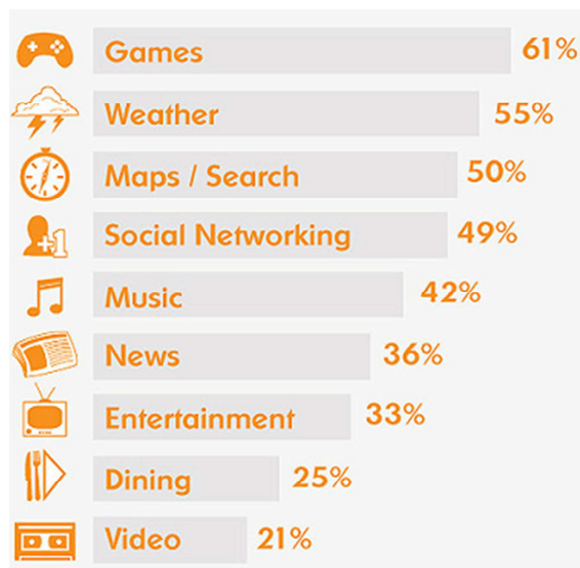 Games 61%
Weather 55%
Maps / Search 50%
+1 Social Networking 49%
Music 42%
News 36%
Entertainment 33%
Dining 25%
Video 21%